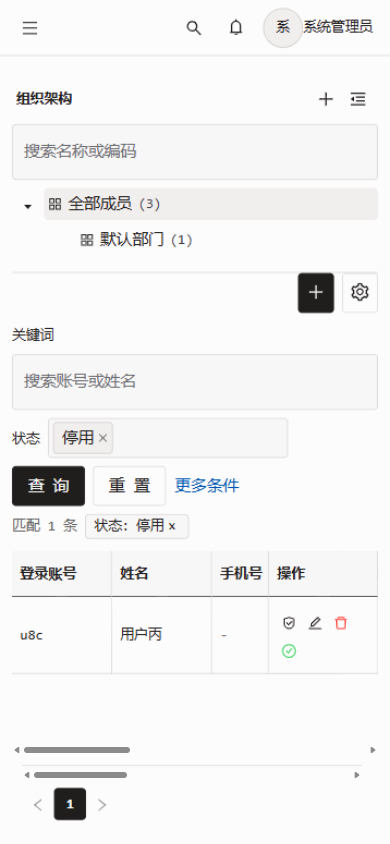 系 系统管理员
组织架构
搜索名称或编码
全部成员 (3)
默认部门 (1)
关键词
搜索账号或姓名
状态 停用 ×
查 询 重 置 更多条件
匹配 1 条 状态: 停用 x
登录账号 姓名 手机号 操作
u8c 用户丙 -
1